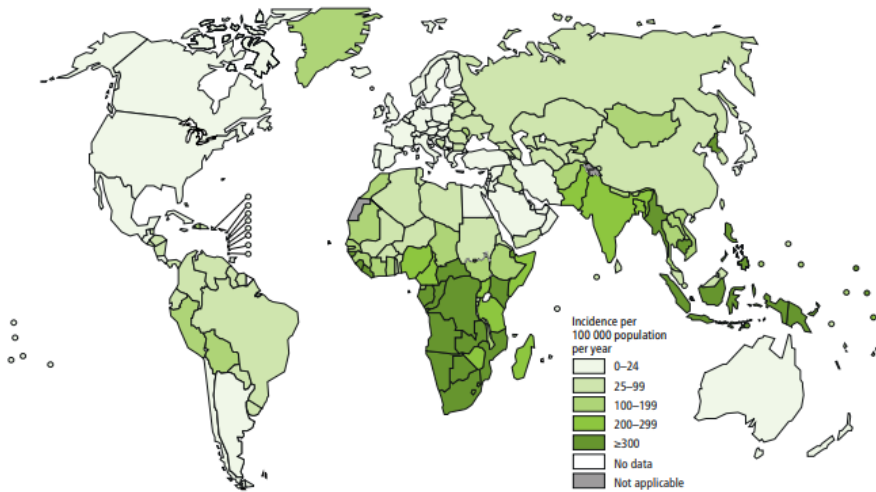 Incidence per
100 000 population
per year
0–24
25–99
100–199
200–299
≥300
No data
Not applicable